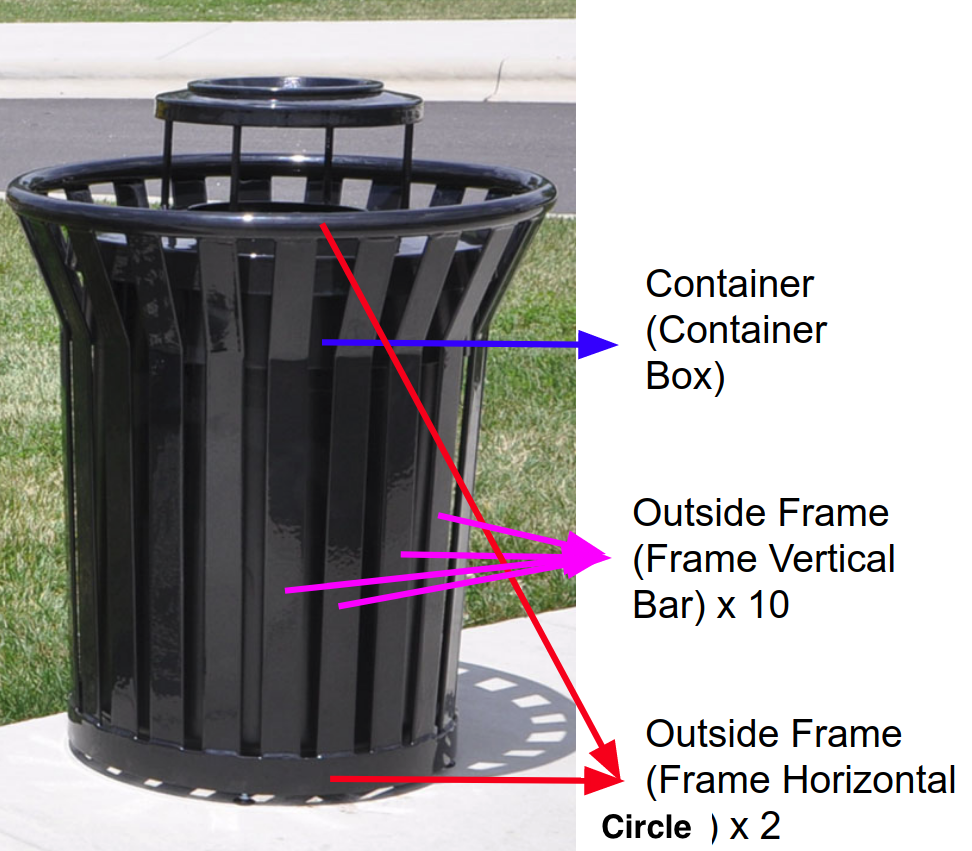 Container
(Container
Box)
Outside Frame
(Frame Vertical
Bar) x 10
Outside Frame
(Frame Horizontal
Circle ) x 2